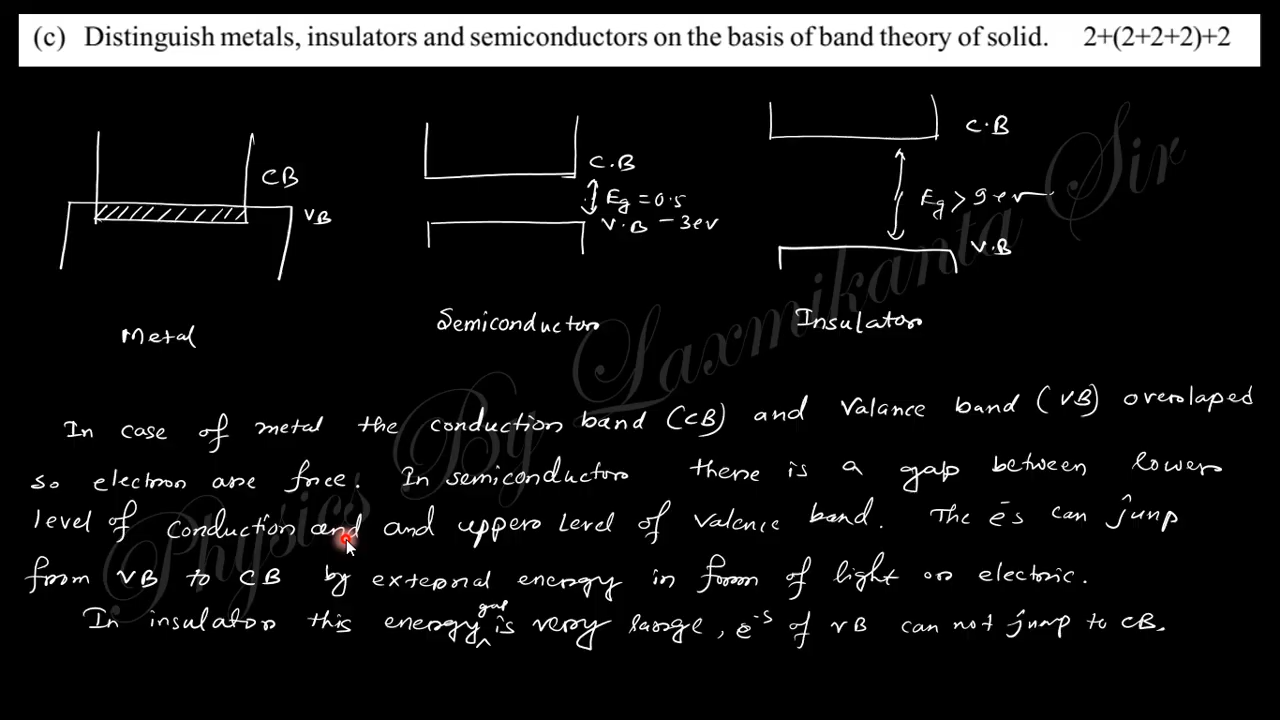 (c) Distinguish metals, insulators and semiconductors on the basis of band theory of solid. 2+(2+2+2)+2
CB
VB
Metal
C.B
Eg = 0.5
V.B - 3ev
Semiconductor
C.B
Eg > 9 ev
V.B
Insulator
In case of metal the conduction band (CB) and valance band (VB) overlaped
so electron are free. In semiconductor there is a gap between lower
level of conduction and and upper level of valence band. The ēs can jump
from VB to CB by external energy in form of light or electric.
In insulator this energy gap is very large, e⁻s of VB can not jump to CB.
Physics By Laxmikanta Sir